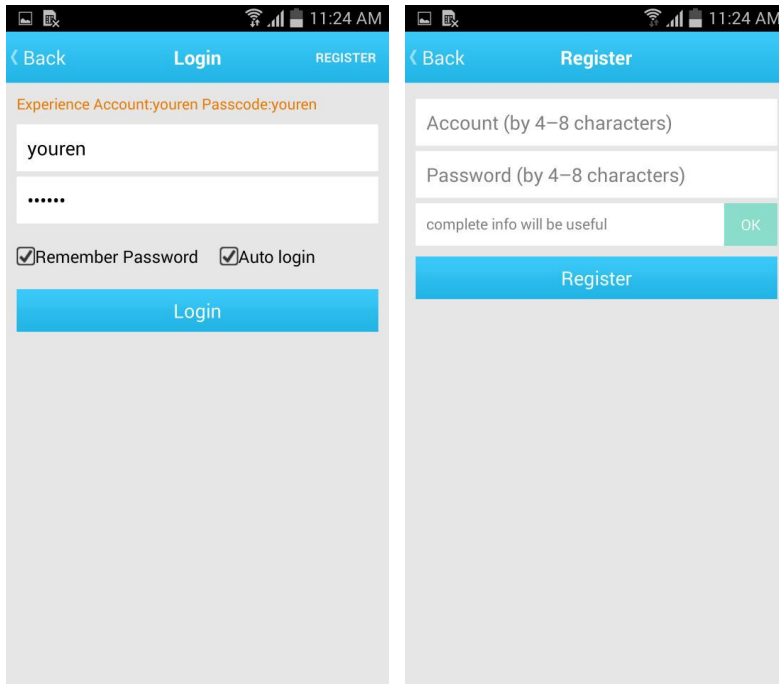 11:24 AM
Back
Login
REGISTER
Experience Account:youren Passcode:youren
youren
••••••
Remember Password
Auto login
Login
11:24 AM
Back
Register
Account (by 4–8 characters)
Password (by 4–8 characters)
complete info will be useful
OK
Register